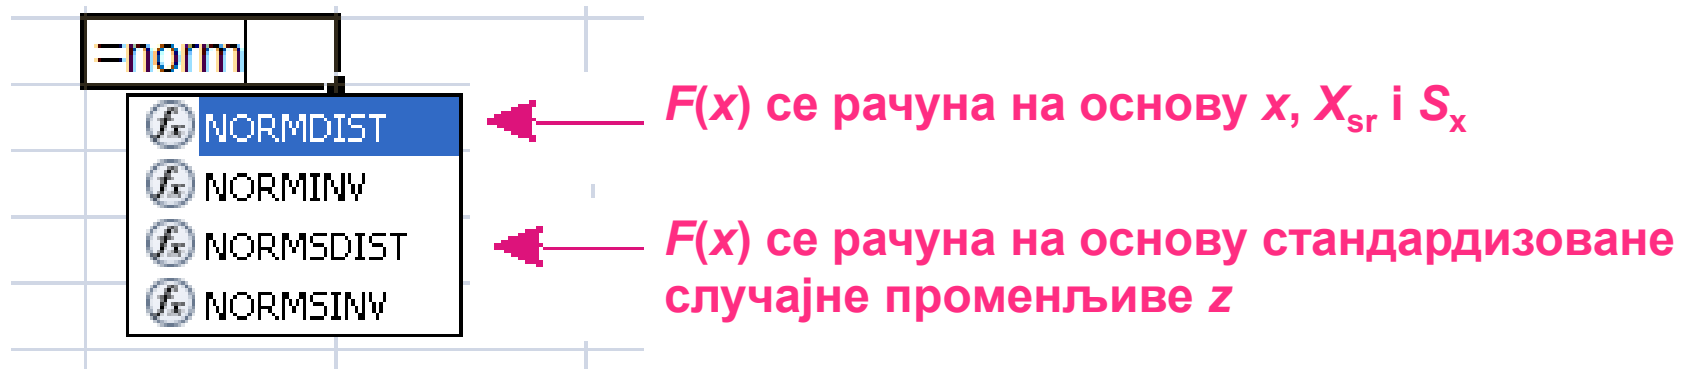 =norm
NORMDIST
NORMINV
NORMSDIST
NORMSINV
F(x) се рачуна на основу x, Xsr i Sx
F(x) се рачуна на основу стандардизоване
случајне променљиве z